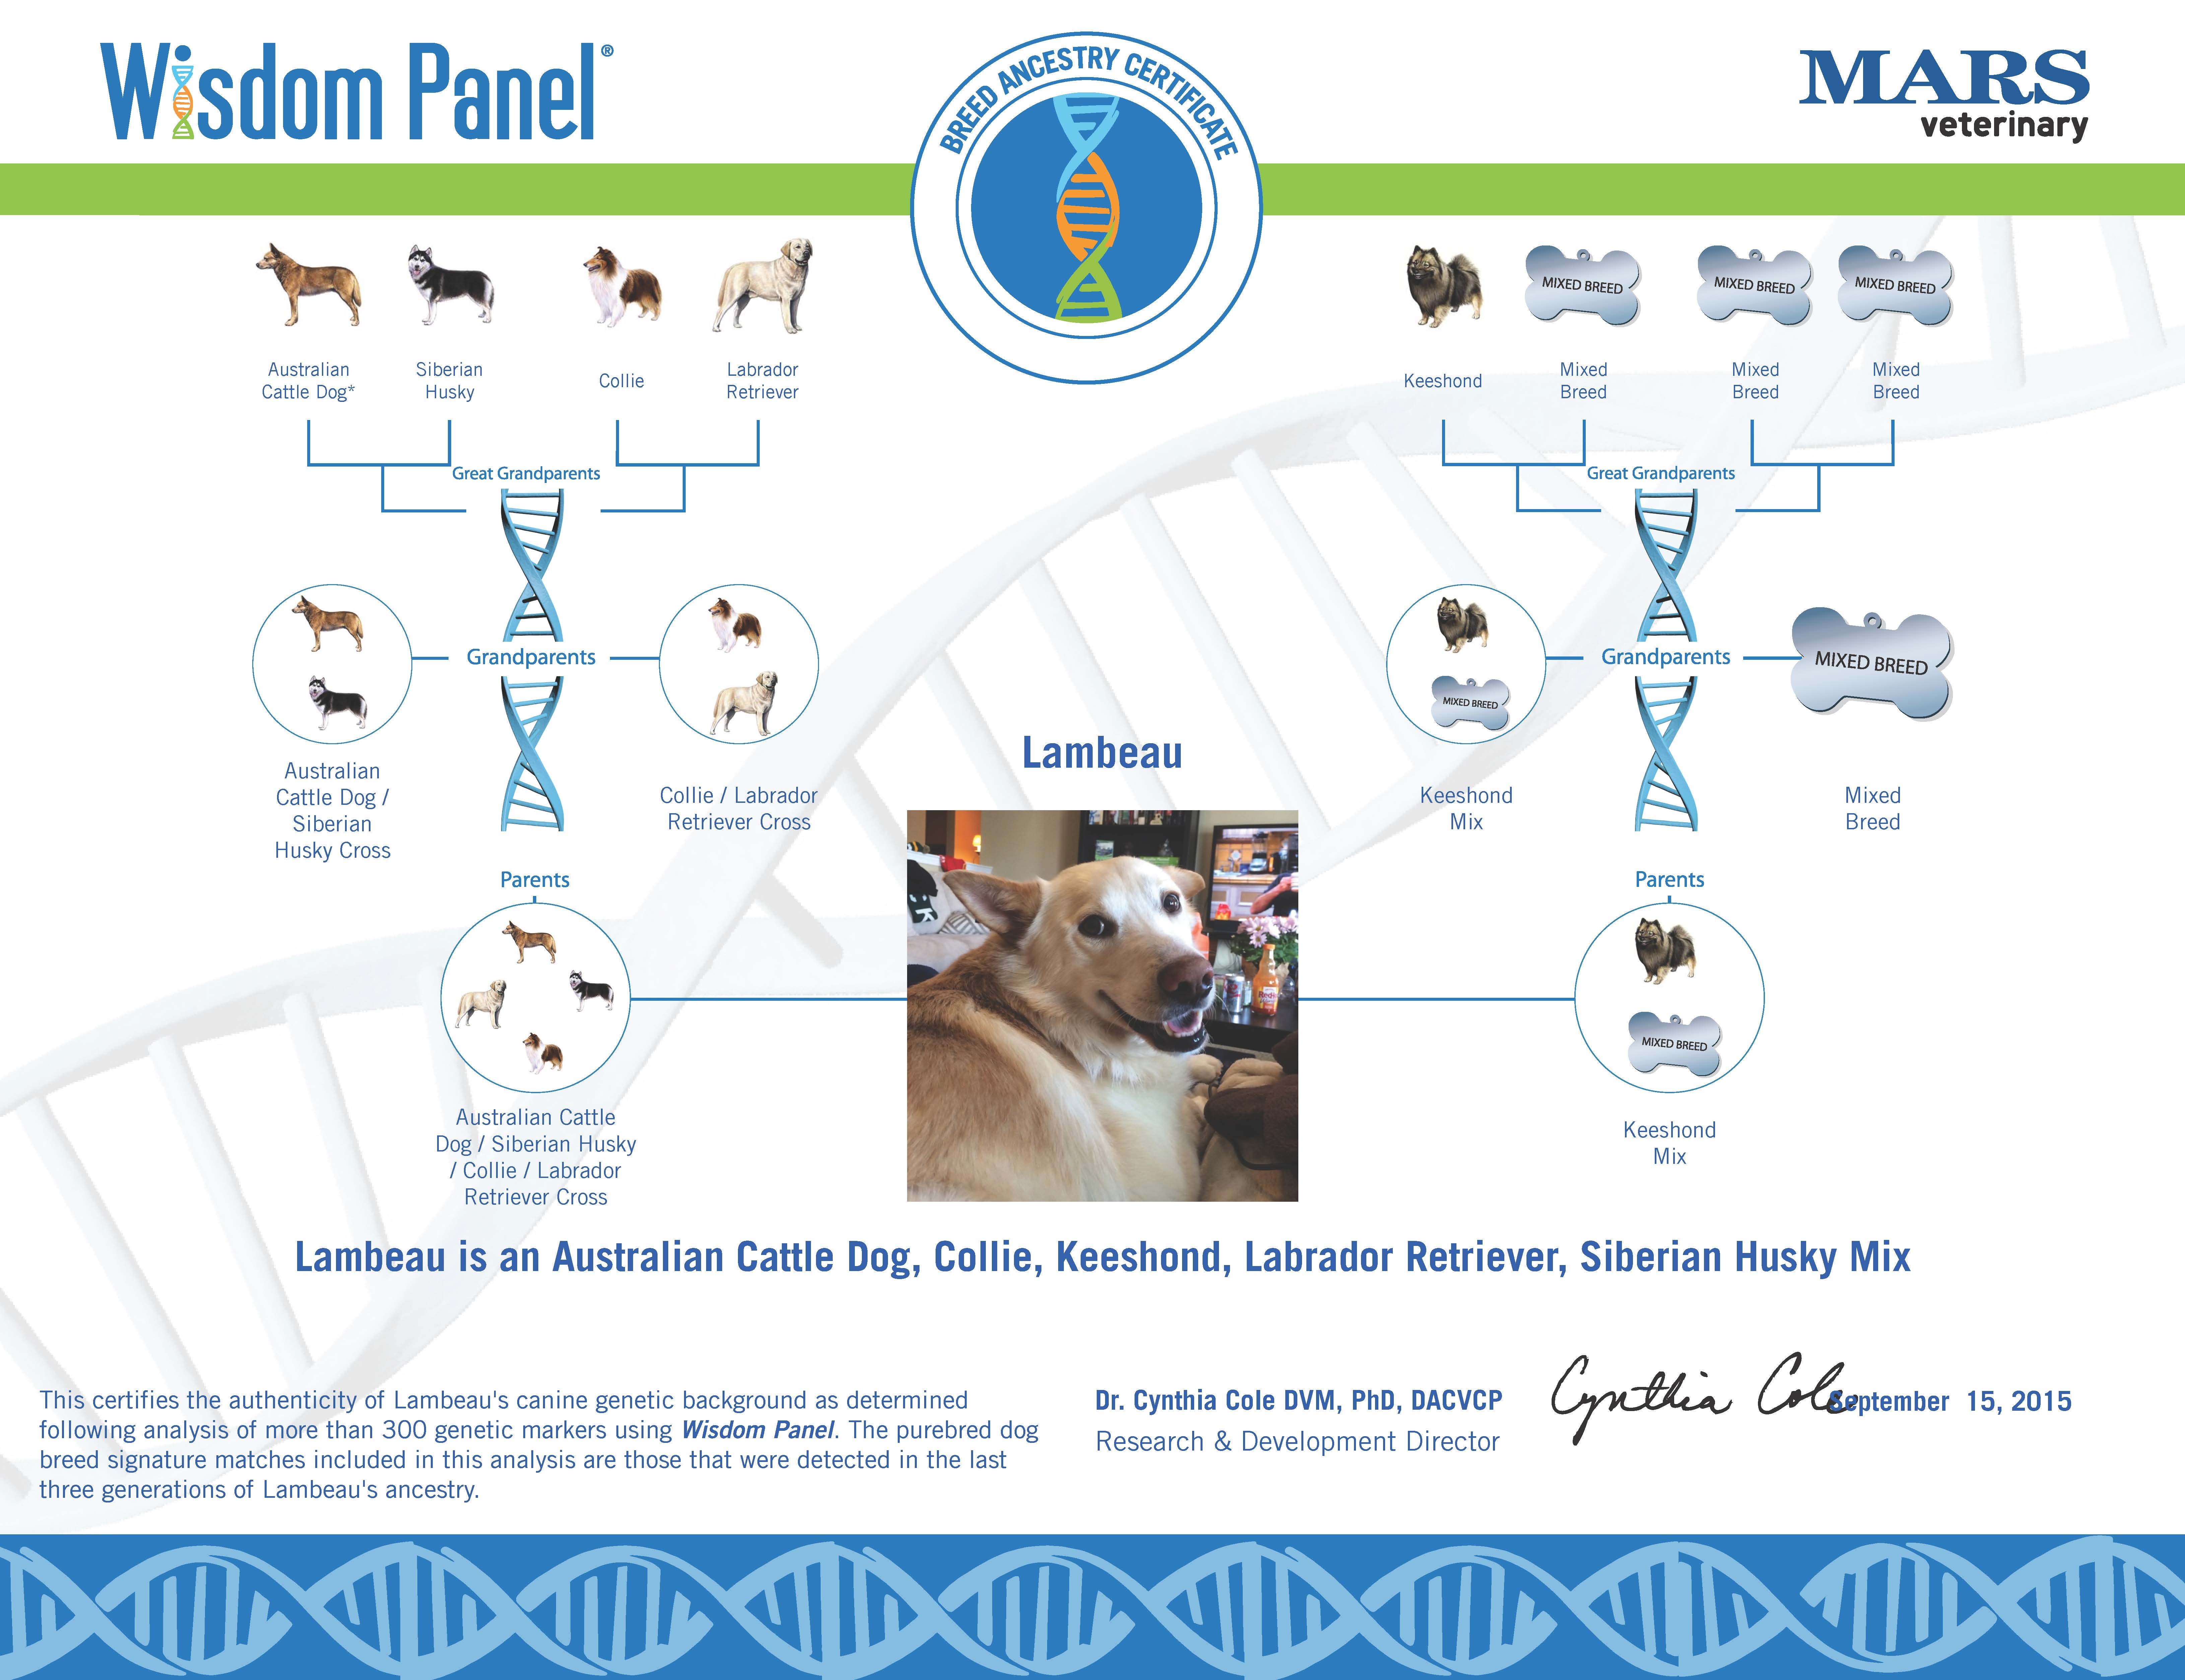 Wisdom Panel®
BREED ANCESTRY CERTIFICATE
MARS
veterinary
MIXED BREED
MIXED BREED
MIXED BREED
Australian
Cattle Dog*
Siberian
Husky
Collie
Labrador
Retriever
Keeshond
Mixed
Breed
Mixed
Breed
Mixed
Breed
Great Grandparents
Great Grandparents
Grandparents
Grandparents
MIXED BREED
MIXED BREED
Australian
Cattle Dog /
Siberian
Husky Cross
Collie / Labrador
Retriever Cross
Lambeau
Keeshond
Mix
Mixed
Breed
Parents
Parents
MIXED BREED
Australian Cattle
Dog / Siberian Husky
/ Collie / Labrador
Retriever Cross
Keeshond
Mix
Lambeau is an Australian Cattle Dog, Collie, Keeshond, Labrador Retriever, Siberian Husky Mix
This certifies the authenticity of Lambeau's canine genetic background as determined
following analysis of more than 300 genetic markers using Wisdom Panel. The purebred dog
breed signature matches included in this analysis are those that were detected in the last
three generations of Lambeau's ancestry.
Dr. Cynthia Cole DVM, PhD, DACVCP
Research & Development Director
Cynthia Cole
September 15, 2015